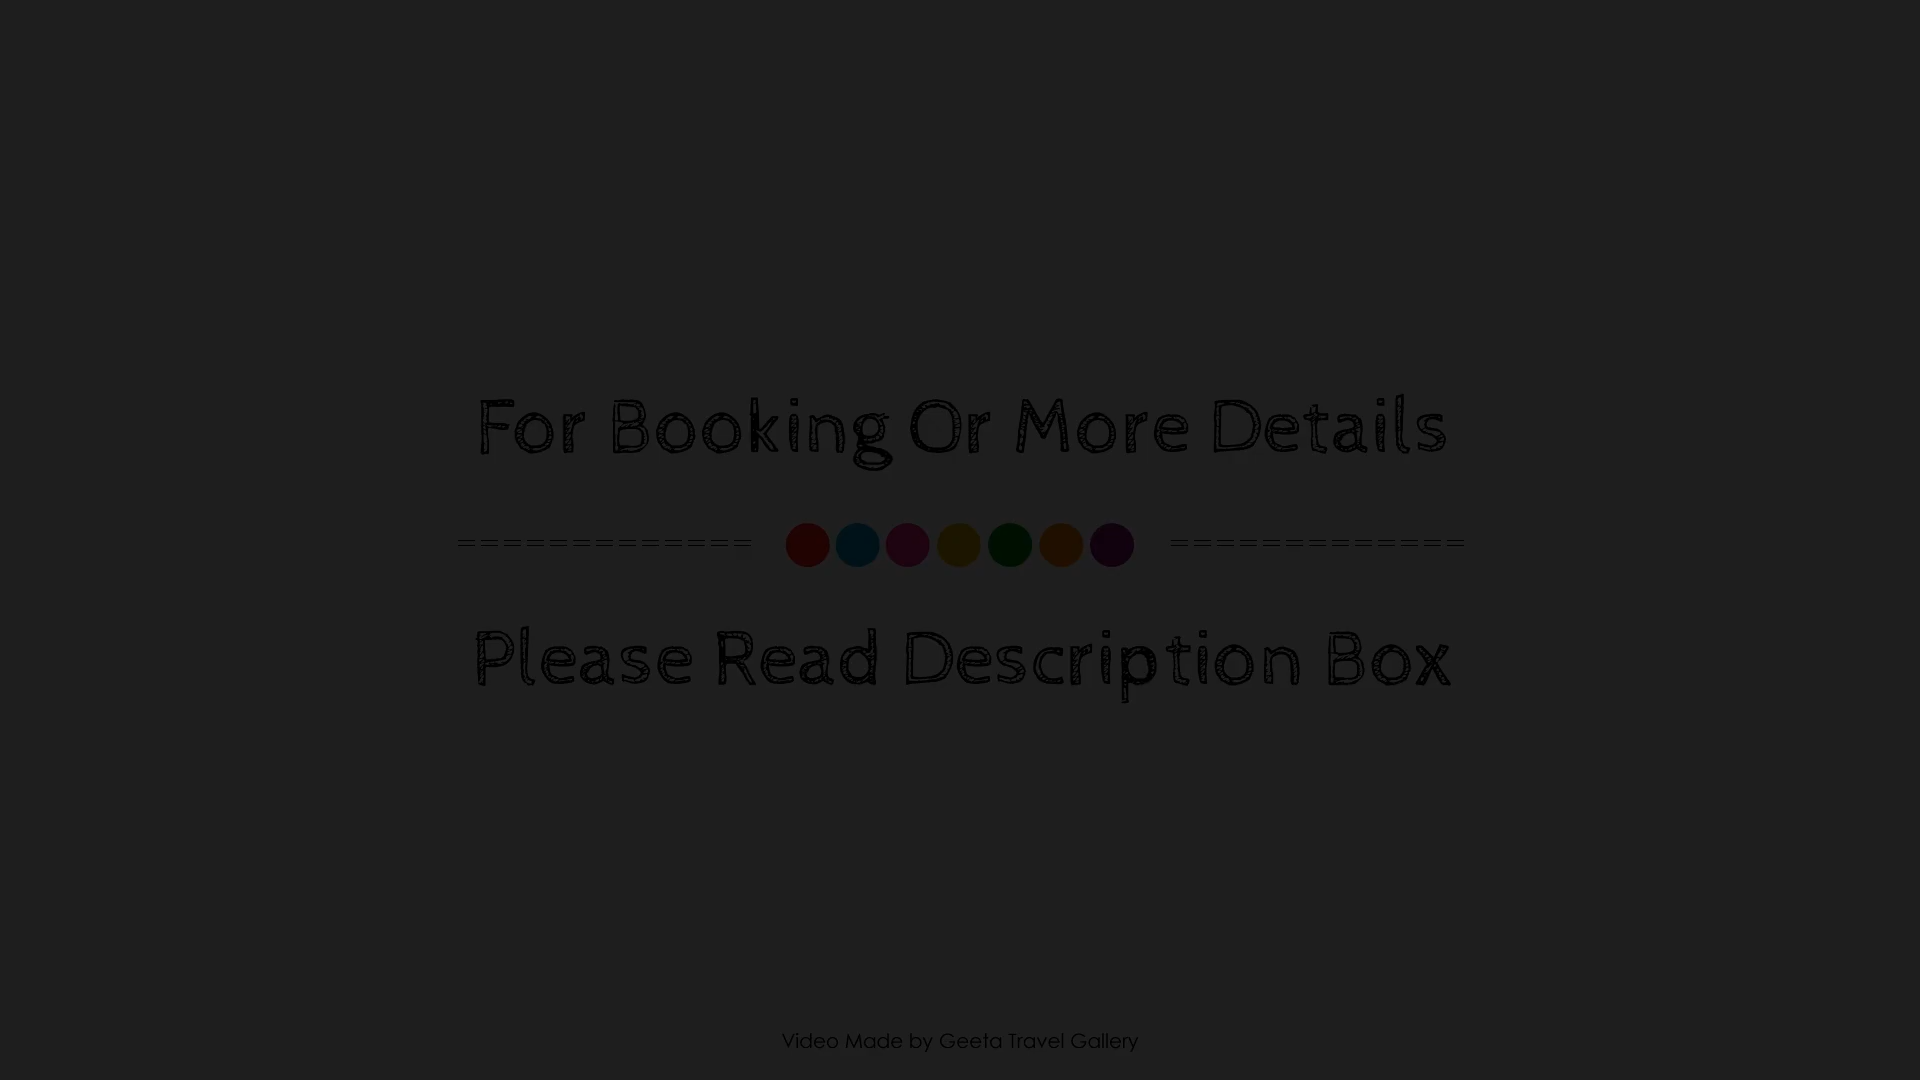 For Booking Or More Details
============= =============
Please Read Description Box
Video Made by Geeta Travel Gallery